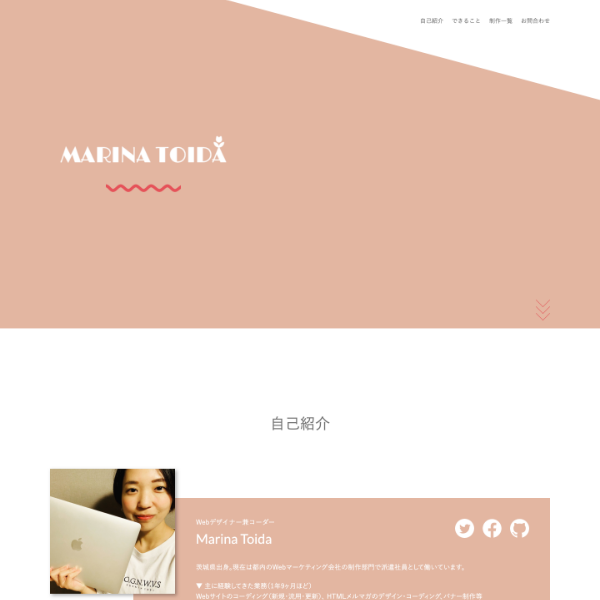 自己紹介 できること 制作一覧 お問合わせ
MARINA TOIDA
自己紹介
Webデザイナー兼コーダー
Marina Toida
茨城県出身。現在は都内のWebマーケティング会社の制作部門で派遣社員として働いています。
▼ 主に経験してきた業務(1年9ヶ月ほど)
Webサイトのコーディング(新規・流用・更新)、HTMLメルマガのデザイン・コーディング、バナー制作等